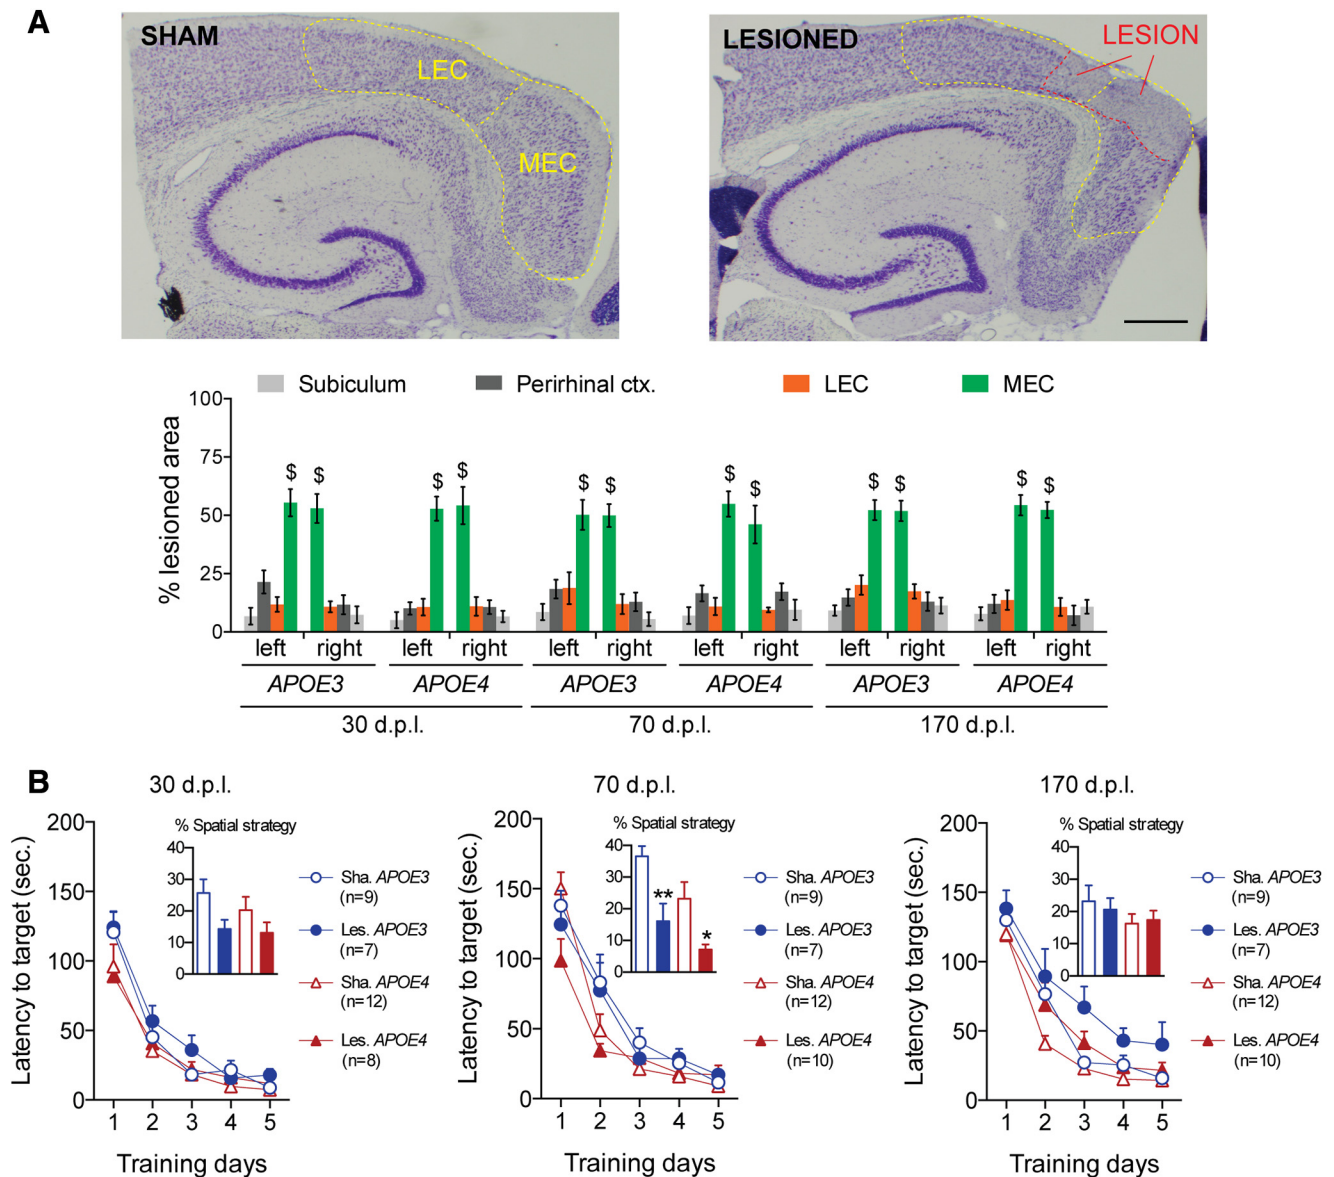 A
SHAM
LEC
MEC
LESIONED
LESION
Subiculum
Perirhinal ctx.
LEC
MEC
% lesioned area
100
75
50
25
0
$ $ $ $ $ $ $ $ $ $ $ $
left right left right left right left right left right left right
APOE3 APOE4 APOE3 APOE4 APOE3 APOE4
30 d.p.l. 70 d.p.l. 170 d.p.l.
B
30 d.p.l.
Latency to target (sec.)
200
150
100
50
0
1 2 3 4 5
Training days
% Spatial strategy
40
30
20
10
0
Sha. APOE3
(n=9)
Les. APOE3
(n=7)
Sha. APOE4
(n=12)
Les. APOE4
(n=8)
70 d.p.l.
Latency to target (sec.)
200
150
100
50
0
1 2 3 4 5
Training days
% Spatial strategy
40
30
20
10
0
**
*
Sha. APOE3
(n=9)
Les. APOE3
(n=7)
Sha. APOE4
(n=12)
Les. APOE4
(n=10)
170 d.p.l.
Latency to target (sec.)
200
150
100
50
0
1 2 3 4 5
Training days
% Spatial strategy
40
30
20
10
0
Sha. APOE3
(n=9)
Les. APOE3
(n=7)
Sha. APOE4
(n=12)
Les. APOE4
(n=10)